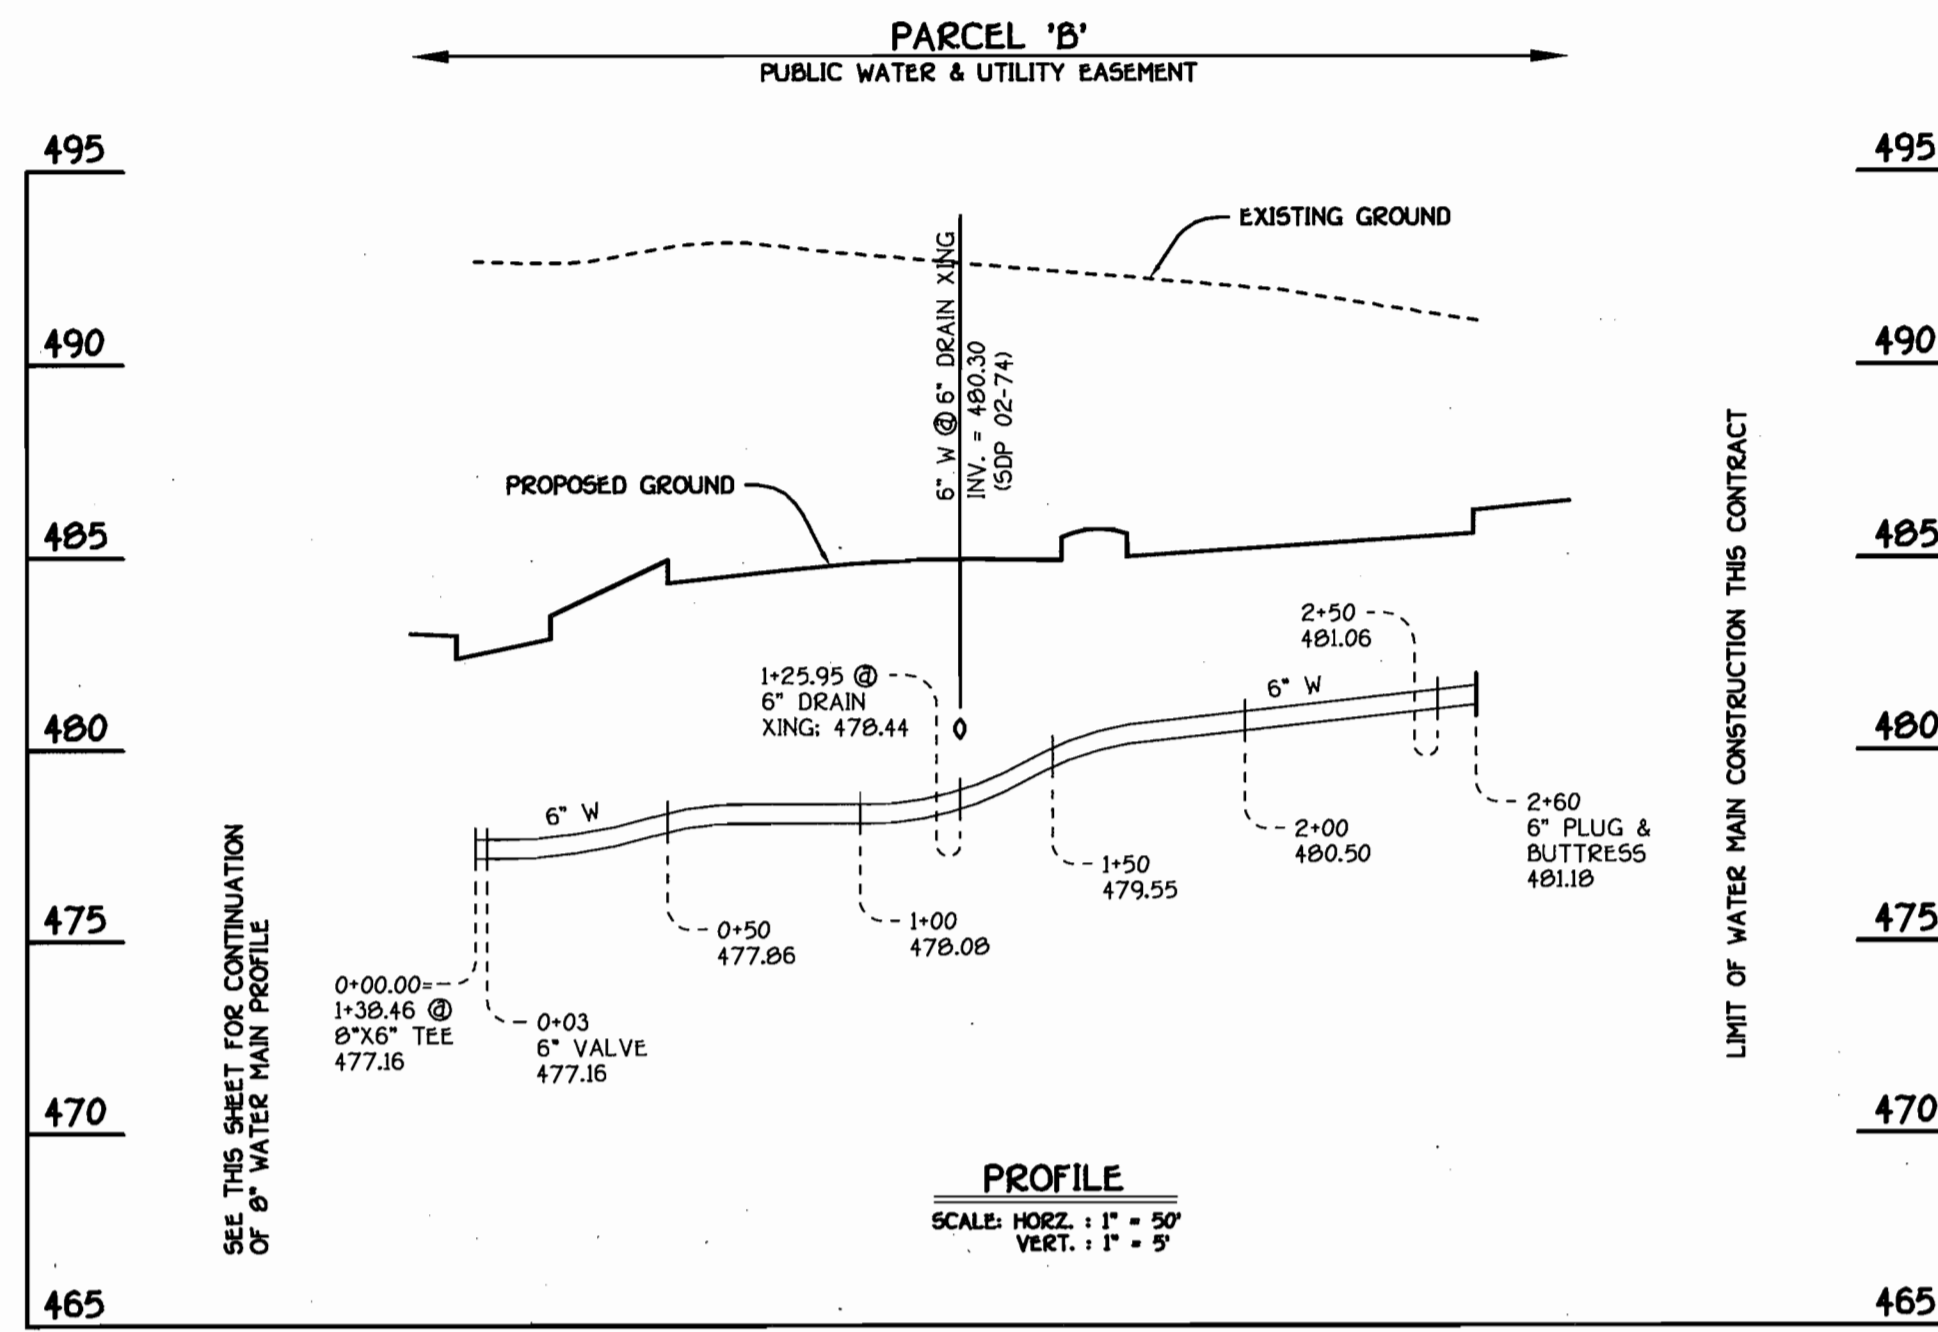 PARCEL 'B'
PUBLIC WATER & UTILITY EASEMENT
495
495
EXISTING GROUND
6" W @ 6" DRAIN XING
INV. = 480.30
(SDP 02-74)
490
490
PROPOSED GROUND
485
485
2+50
481.06
1+25.95 @
6" DRAIN
XING: 478.44
6" W
480
480
6" W
2+60
6" PLUG &
BUTTRESS
481.18
2+00
480.50
1+50
479.55
1+00
478.08
0+50
477.86
475
475
0+00.00=
1+38.46 @
8"X6" TEE
477.16
0+03
6" VALVE
477.16
SEE THIS SHEET FOR CONTINUATION
OF 8" WATER MAIN PROFILE
LIMIT OF WATER MAIN CONSTRUCTION THIS CONTRACT
470
470
PROFILE
SCALE: HORZ. : 1" = 50'
VERT. : 1" = 5'
465
465